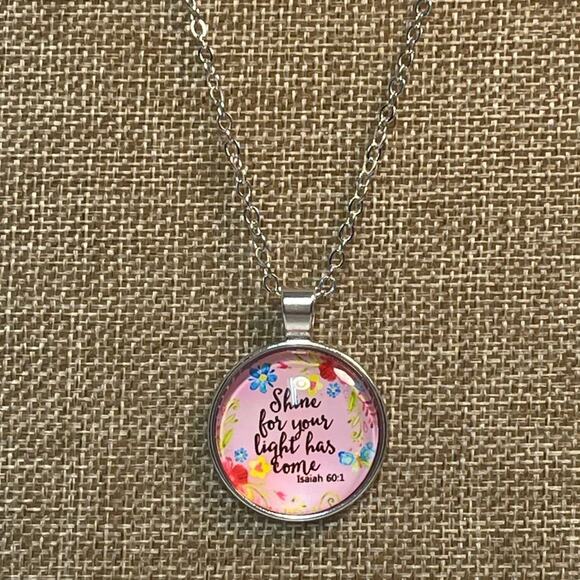 Shine
for your
light has
come
Isaiah 60:1